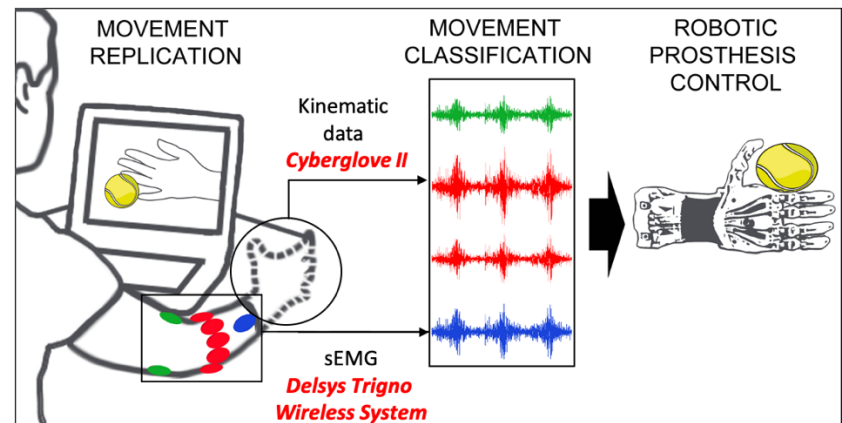 MOVEMENT
REPLICATION
MOVEMENT
CLASSIFICATION
ROBOTIC
PROSTHESIS
CONTROL
Kinematic
data
Cyberglove II
sEMG
Delsys Trigno
Wireless System